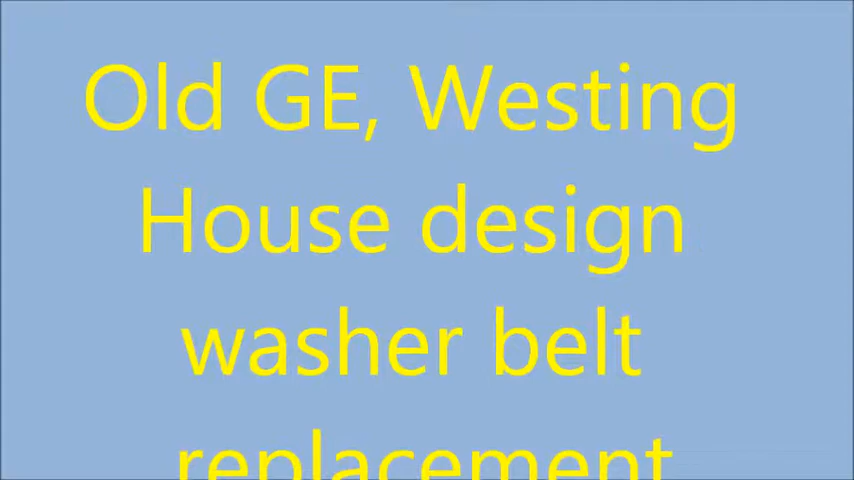 Old GE, Westing
House design
washer belt
replacement